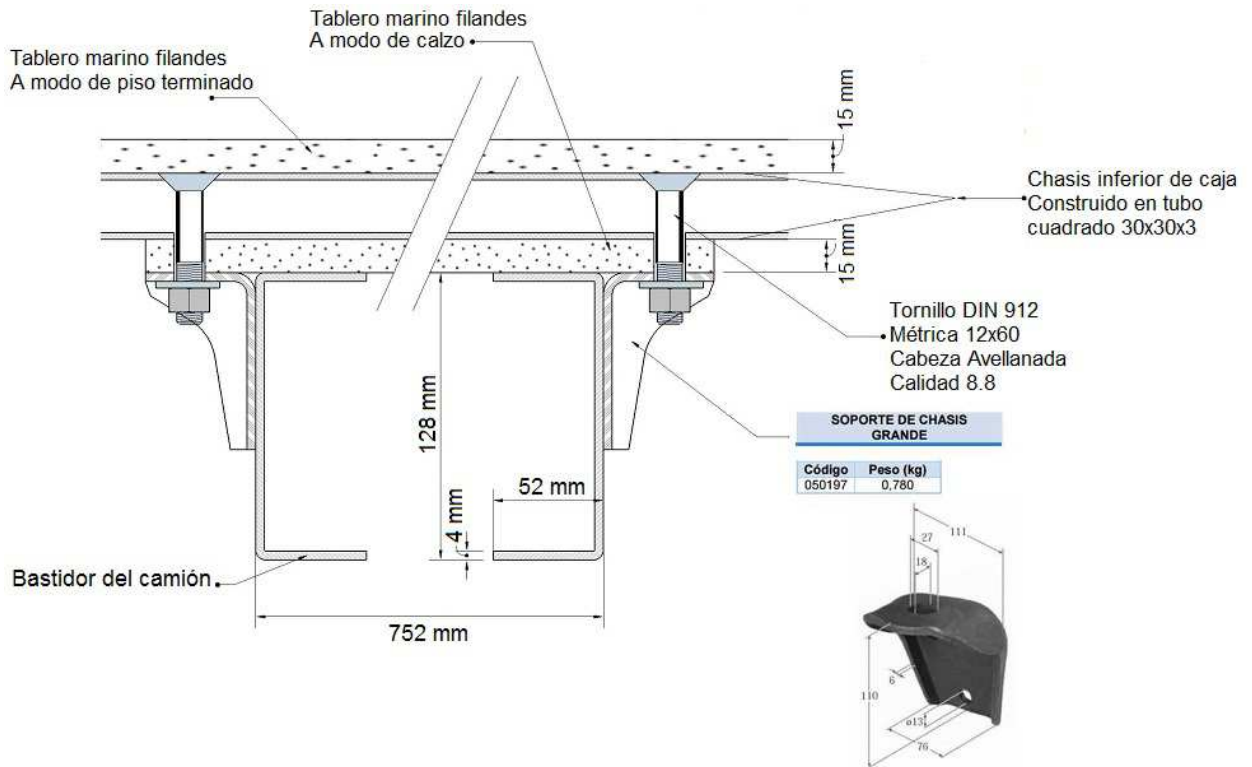 Tablero marino filandes
A modo de calzo
Tablero marino filandes
A modo de piso terminado
15 mm
Chasis inferior de caja
Construido en tubo
cuadrado 30x30x3
15 mm
Tornillo DIN 912
Métrica 12x60
Cabeza Avellanada
Calidad 8.8
128 mm
SOPORTE DE CHASIS
GRANDE
Código Peso (kg)
050197 0,780
52 mm
4 mm
Bastidor del camión
752 mm
111
27
18
6
110
ø13
76